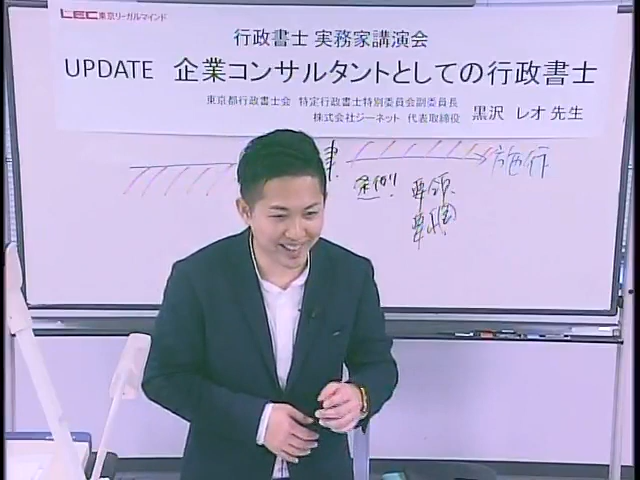 LEC東京リーガルマインド
行政書士 実務家講演会
UPDATE 企業コンサルタントとしての行政書士
東京都行政書士会 特定行政書士特別委員会副委員長
株式会社ジーネット 代表取締役 黒沢 レオ 先生
施行
要領